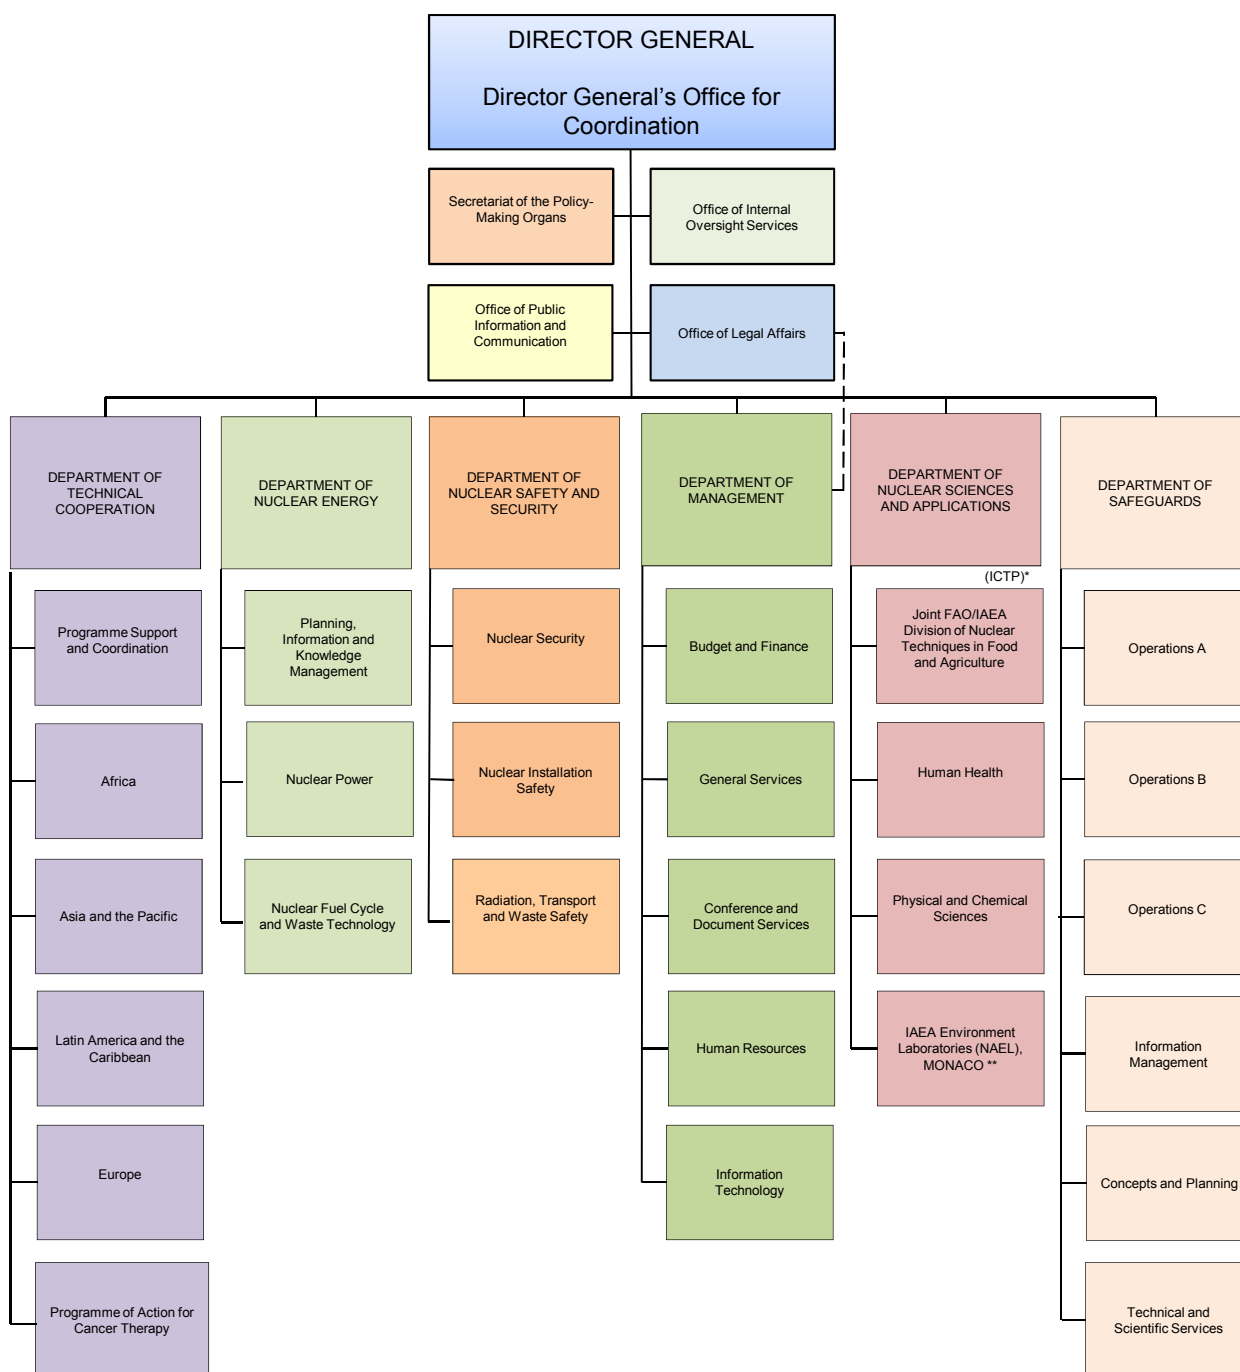 DIRECTOR GENERAL
Director General’s Office for
Coordination
Secretariat of the Policy-
Making Organs
Office of Internal
Oversight Services
Office of Public
Information and
Communication
Office of Legal Affairs
DEPARTMENT OF
TECHNICAL
COOPERATION
DEPARTMENT OF
NUCLEAR ENERGY
DEPARTMENT OF
NUCLEAR SAFETY AND
SECURITY
DEPARTMENT OF
MANAGEMENT
DEPARTMENT OF
NUCLEAR SCIENCES
AND APPLICATIONS
DEPARTMENT OF
SAFEGUARDS
(ICTP)*
Programme Support
and Coordination
Africa
Asia and the Pacific
Latin America and the
Caribbean
Europe
Programme of Action for
Cancer Therapy
Planning,
Information and
Knowledge
Management
Nuclear Power
Nuclear Fuel Cycle
and Waste Technology
Nuclear Security
Nuclear Installation
Safety
Radiation, Transport
and Waste Safety
Budget and Finance
General Services
Conference and
Document Services
Human Resources
Information
Technology
Joint FAO/IAEA
Division of Nuclear
Techniques in Food
and Agriculture
Human Health
Physical and Chemical
Sciences
IAEA Environment
Laboratories (NAEL),
MONACO **
Operations A
Operations B
Operations C
Information
Management
Concepts and Planning
Technical and
Scientific Services